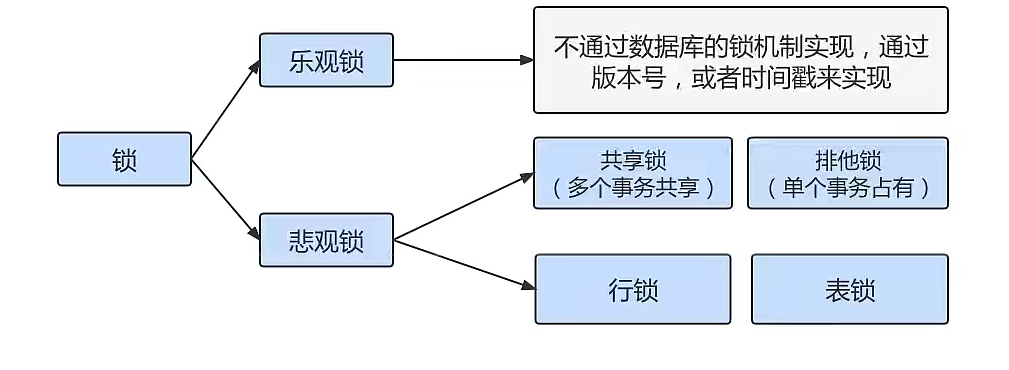 乐观锁
不通过数据库的锁机制实现，通过
版本号，或者时间戳来实现
锁
共享锁
（多个事务共享）
排他锁
（单个事务占有）
悲观锁
行锁
表锁